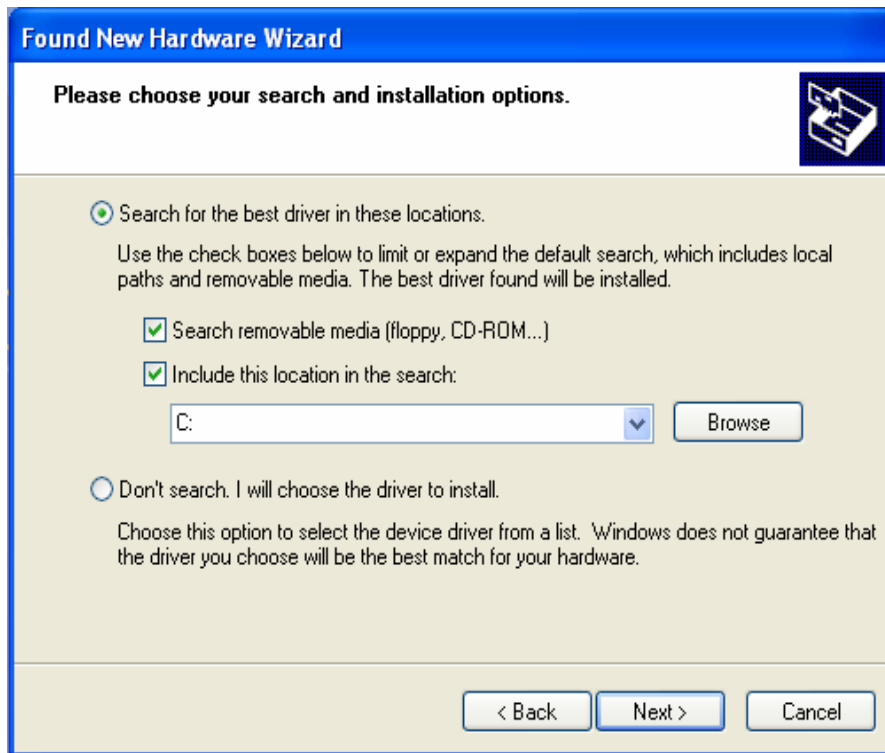 Found New Hardware Wizard
Please choose your search and installation options.
Search for the best driver in these locations.
Use the check boxes below to limit or expand the default search, which includes local
paths and removable media. The best driver found will be installed.
Search removable media (floppy, CD-ROM...)
Include this location in the search:
C:
Browse
Don't search. I will choose the driver to install.
Choose this option to select the device driver from a list. Windows does not guarantee that
the driver you choose will be the best match for your hardware.
< Back
Next >
Cancel